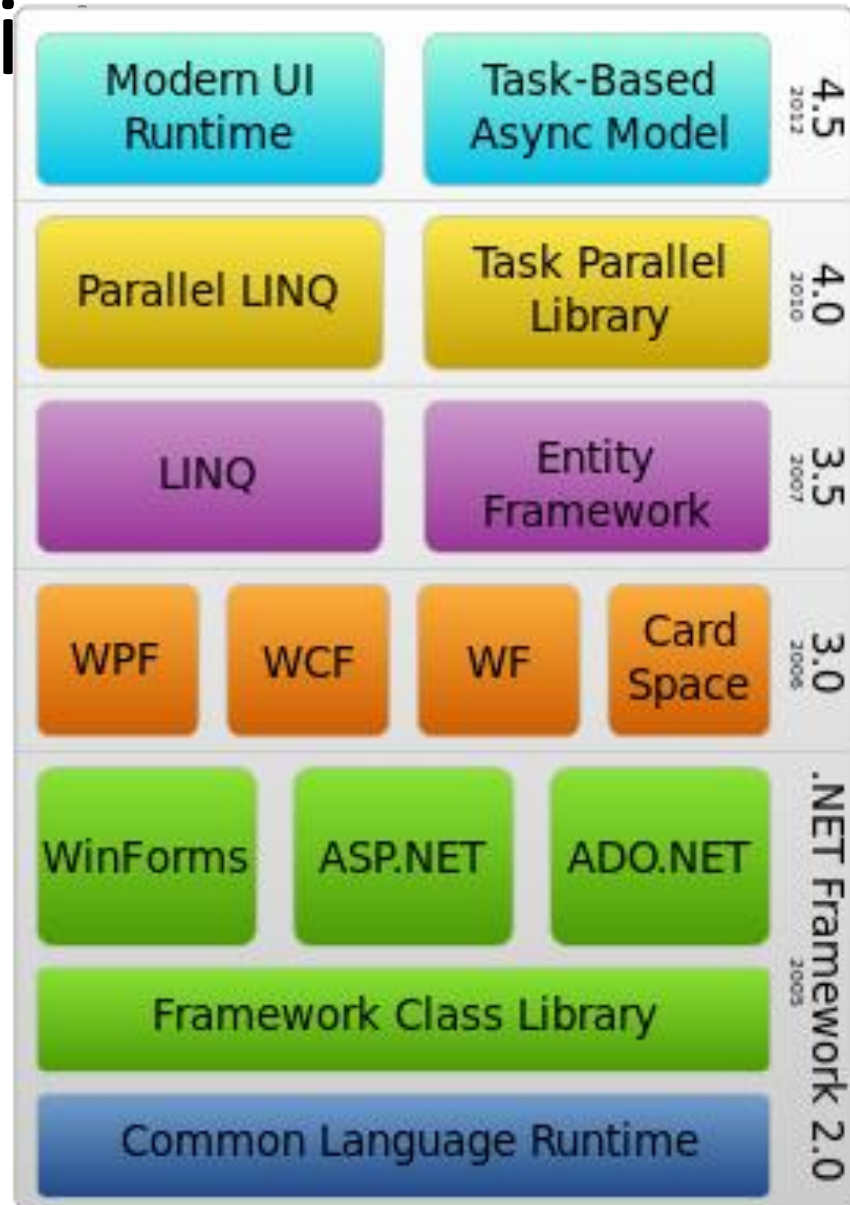 Modern UI
Runtime
Task-Based
Async Model
4.5
2012
Parallel LINQ
Task Parallel
Library
4.0
2010
LINQ
Entity
Framework
3.5
2007
WPF
WCF
WF
Card
Space
3.0
2006
WinForms
ASP.NET
ADO.NET
Framework Class Library
Common Language Runtime
.NET Framework 2.0
2005